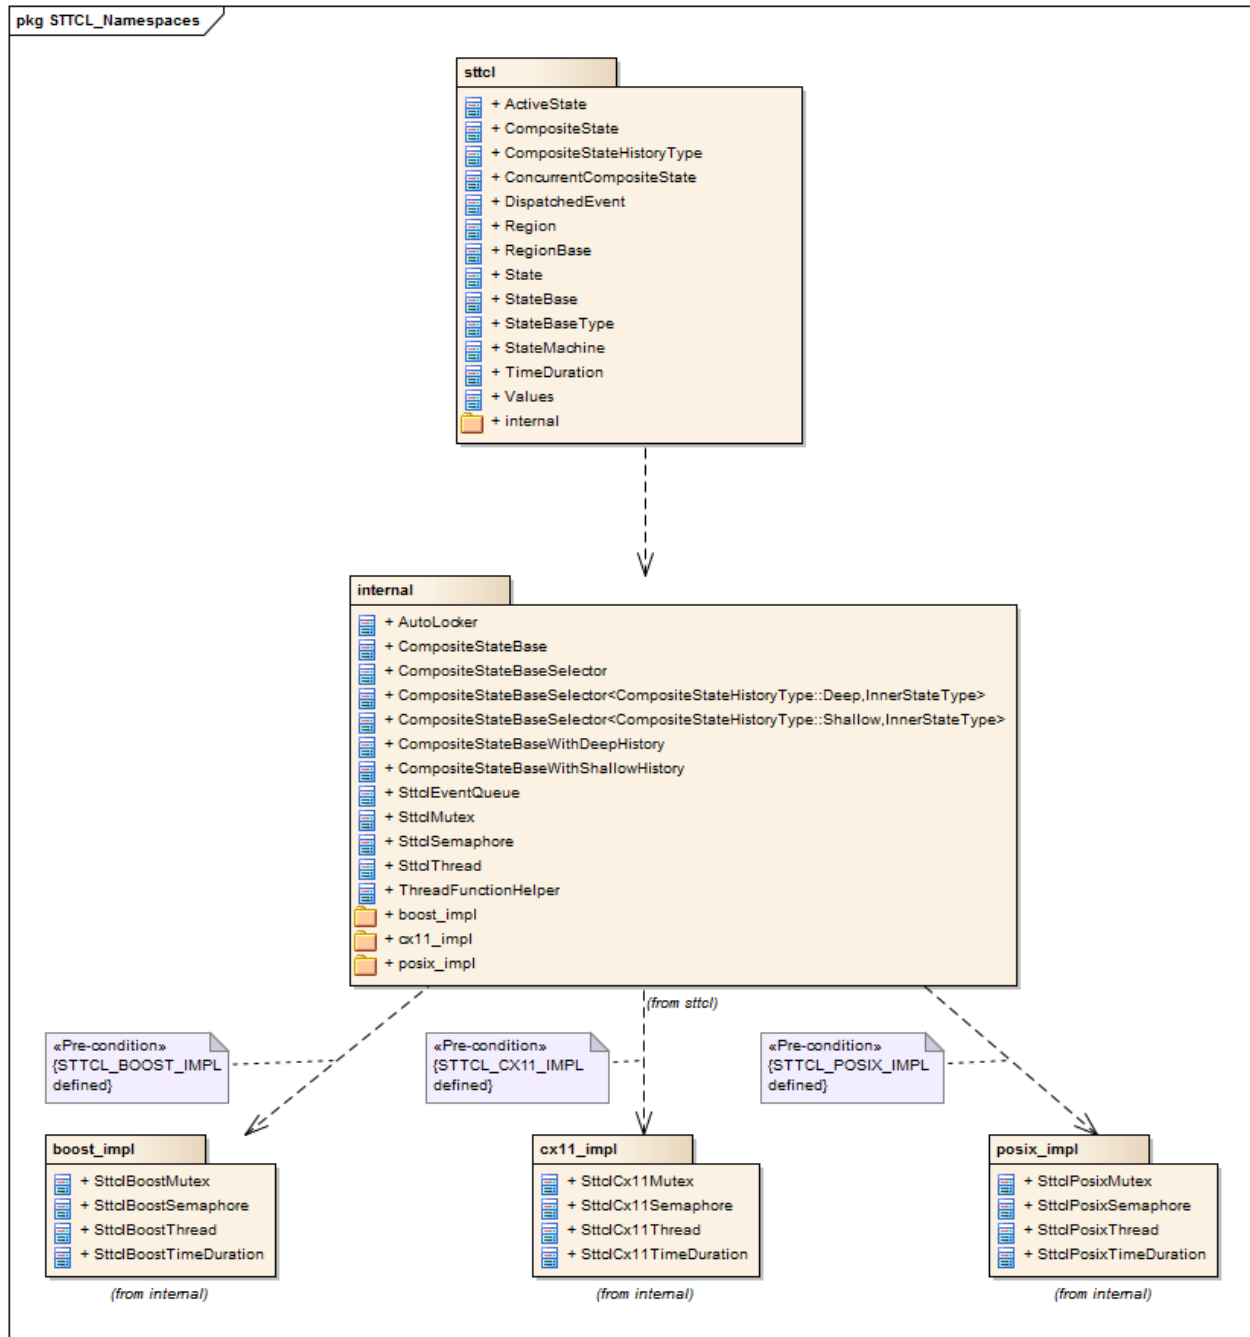 pkg STTCL_Namespaces
sttcl
+ ActiveState
+ CompositeState
+ CompositeStateHistoryType
+ ConcurrentCompositeState
+ DispatchedEvent
+ Region
+ RegionBase
+ State
+ StateBase
+ StateBaseType
+ StateMachine
+ TimeDuration
+ Values
+ internal
internal
+ AutoLocker
+ CompositeStateBase
+ CompositeStateBaseSelector
+ CompositeStateBaseSelector<CompositeStateHistoryType::Deep,InnerStateType>
+ CompositeStateBaseSelector<CompositeStateHistoryType::Shallow,InnerStateType>
+ CompositeStateBaseWithDeepHistory
+ CompositeStateBaseWithShallowHistory
+ SttclEventQueue
+ SttclMutex
+ SttclSemaphore
+ SttclThread
+ ThreadFunctionHelper
+ boost_impl
+ cx11_impl
+ posix_impl
(from sttcl)
«Pre-condition»
{STTCL_BOOST_IMPL
defined}
«Pre-condition»
{STTCL_CX11_IMPL
defined}
«Pre-condition»
{STTCL_POSIX_IMPL
defined}
boost_impl
+ SttclBoostMutex
+ SttclBoostSemaphore
+ SttclBoostThread
+ SttclBoostTimeDuration
(from internal)
cx11_impl
+ SttclCx11Mutex
+ SttclCx11Semaphore
+ SttclCx11Thread
+ SttclCx11TimeDuration
(from internal)
posix_impl
+ SttclPosixMutex
+ SttclPosixSemaphore
+ SttclPosixThread
+ SttclPosixTimeDuration
(from internal)